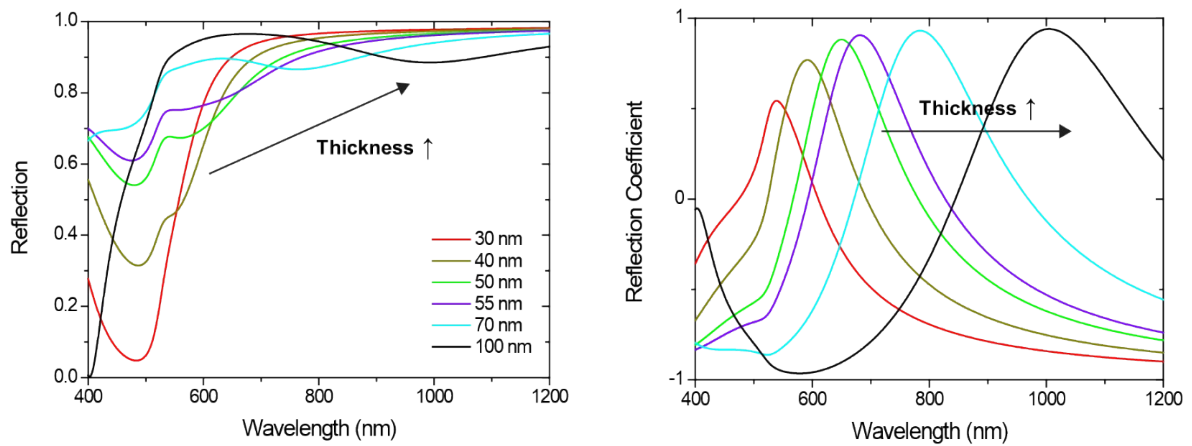 1.0
0.8
0.6
0.4
0.2
0.0
Reflection
400 600 800 1000 1200
Wavelength (nm)
Thickness ↑
30 nm
40 nm
50 nm
55 nm
70 nm
100 nm
1
0
-1
Reflection Coefficient
400 600 800 1000 1200
Wavelength (nm)
Thickness ↑